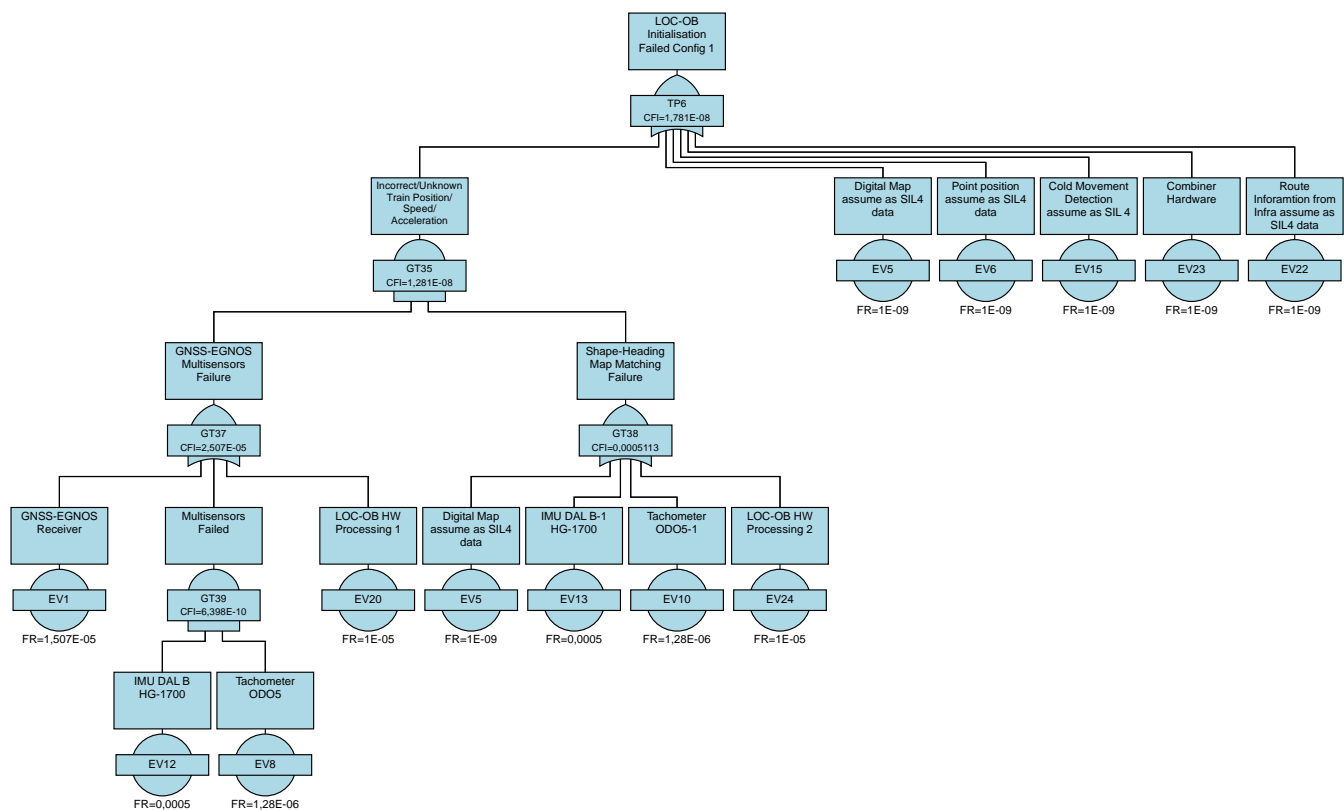 LOC-OB
Initialisation
Failed Config 1
TP6
CFI=1,781E-08
Incorrect/Unknown
Train Position/
Speed/
Acceleration
GT35
CFI=1,281E-08
Digital Map
assume as SIL4
data
EV5
FR=1E-09
Point position
assume as SIL4
data
EV6
FR=1E-09
Cold Movement
Detection
assume as SIL 4
EV15
FR=1E-09
Combiner
Hardware
EV23
FR=1E-09
Route
Inforamtion from
Infra assume as
SIL4 data
EV22
FR=1E-09
GNSS-EGNOS
Multisensors
Failure
GT37
CFI=2,507E-05
Shape-Heading
Map Matching
Failure
GT38
CFI=0,0005113
GNSS-EGNOS
Receiver
EV1
FR=1,507E-05
Multisensors
Failed
GT39
CFI=6,398E-10
LOC-OB HW
Processing 1
EV20
FR=1E-05
Digital Map
assume as SIL4
data
EV5
FR=1E-09
IMU DAL B-1
HG-1700
EV13
FR=0,0005
Tachometer
ODO5-1
EV10
FR=1,28E-06
LOC-OB HW
Processing 2
EV24
FR=1E-05
IMU DAL B
HG-1700
EV12
FR=0,0005
Tachometer
ODO5
EV8
FR=1,28E-06